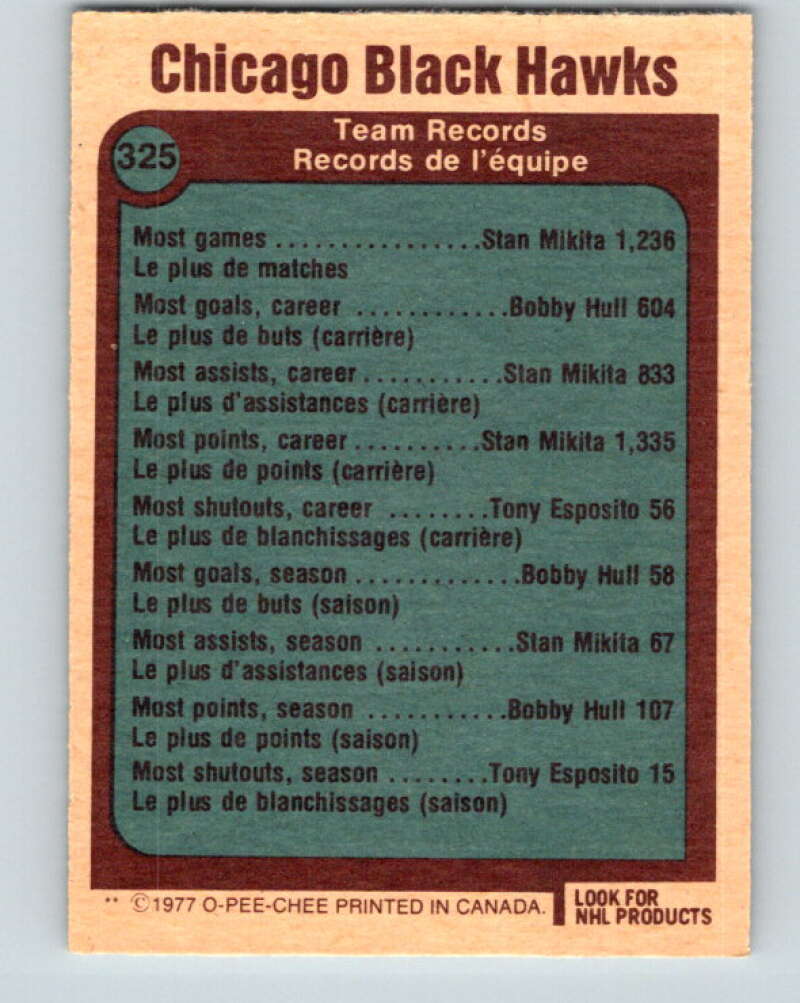 Chicago Black Hawks
325
Team Records
Records de l'équipe
Most games ................Stan Mikita 1,236
Le plus de matches
Most goals, career ............Bobby Hull 604
Le plus de buts (carrière)
Most assists, career...........Stan Mikita 833
Le plus d'assistances (carrière)
Most points, career..........Stan Mikita 1,335
Le plus de points (carrière)
Most shutouts, career ........Tony Esposito 56
Le plus de blanchissages (carrière)
Most goals, season.............Bobby Hull 58
Le plus de buts (saison)
Most assists, season ...........Stan Mikita 67
Le plus d'assistances (saison)
Most points, season ...........Bobby Hull 107
Le plus de points (saison)
Most shutouts, season ........Tony Esposito 15
Le plus de blanchissages (saison)
** ©1977 O-PEE-CHEE PRINTED IN CANADA.
LOOK FOR
NHL PRODUCTS